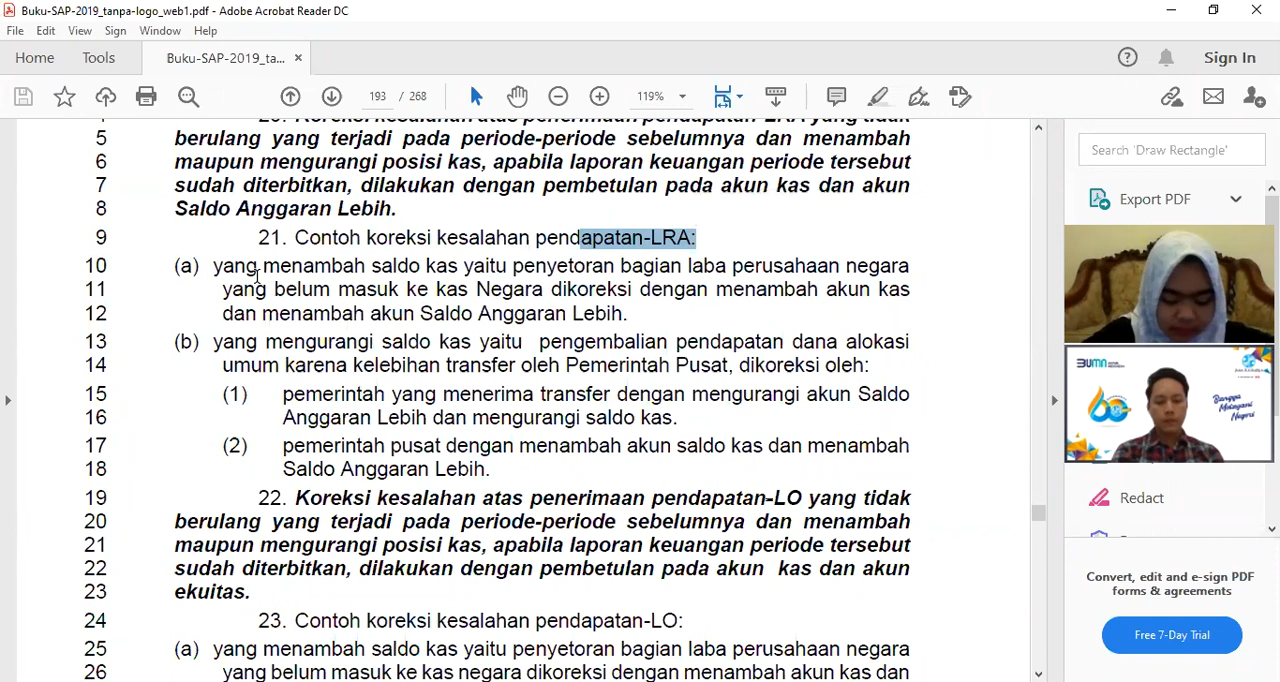 Buku-SAP-2019_tanpa-logo_web1.pdf - Adobe Acrobat Reader DC
File Edit View Sign Window Help
Home Tools Buku-SAP-2019_ta... × Sign In
193 / 268 119%
berulang yang terjadi pada periode-periode sebelumnya dan menambah
5
6 maupun mengurangi posisi kas, apabila laporan keuangan periode tersebut
7 sudah diterbitkan, dilakukan dengan pembetulan pada akun kas dan akun
8 Saldo Anggaran Lebih.
9 21. Contoh koreksi kesalahan pendapatan-LRA:
10 (a) yang menambah saldo kas yaitu penyetoran bagian laba perusahaan negara
11 yang belum masuk ke kas Negara dikoreksi dengan menambah akun kas
12 dan menambah akun Saldo Anggaran Lebih.
13 (b) yang mengurangi saldo kas yaitu pengembalian pendapatan dana alokasi
14 umum karena kelebihan transfer oleh Pemerintah Pusat, dikoreksi oleh:
15 (1) pemerintah yang menerima transfer dengan mengurangi akun Saldo
16 Anggaran Lebih dan mengurangi saldo kas.
17 (2) pemerintah pusat dengan menambah akun saldo kas dan menambah
18 Saldo Anggaran Lebih.
19 22. Koreksi kesalahan atas penerimaan pendapatan-LO yang tidak
20 berulang yang terjadi pada periode-periode sebelumnya dan menambah
21 maupun mengurangi posisi kas, apabila laporan keuangan periode tersebut
22 sudah diterbitkan, dilakukan dengan pembetulan pada akun kas dan akun
23 ekuitas.
24 23. Contoh koreksi kesalahan pendapatan-LO:
25 (a) yang menambah saldo kas yaitu penyetoran bagian laba perusahaan negara
26 yang belum masuk ke kas negara dikoreksi dengan menambah akun kas dan
Search 'Draw Rectangle'
Export PDF
BUMN
60
Bangga
Melayani
Negeri
Redact
Convert, edit and e-sign PDF
forms & agreements
Free 7-Day Trial